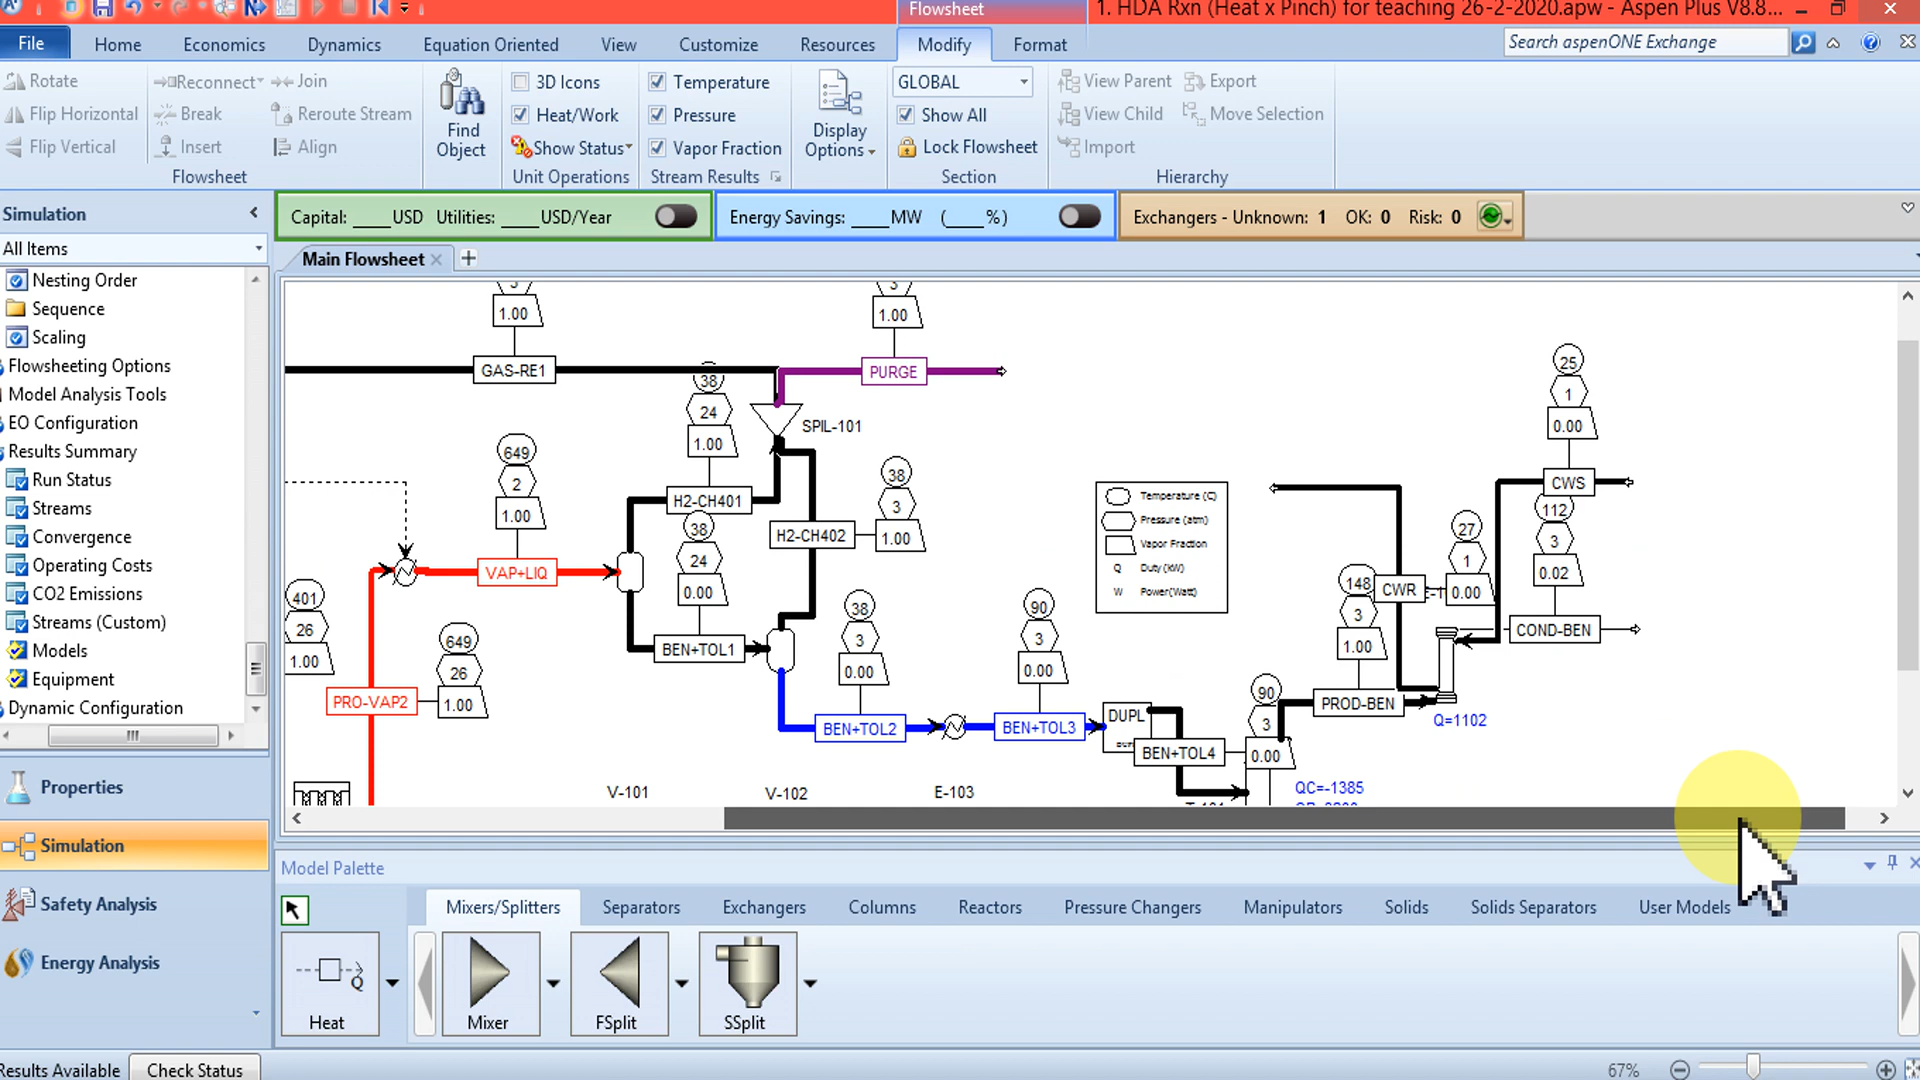 Flowsheet
1. HDA Rxn (Heat x Pinch) for teaching 26-2-2020.apw - Aspen Plus V8.8...
File
Home
Economics
Dynamics
Equation Oriented
View
Customize
Resources
Modify
Format
Search aspenONE Exchange
Rotate
Reconnect
Join
3D Icons
Temperature
GLOBAL
View Parent
Export
Flip Horizontal
Break
Reroute Stream
Find
Object
Heat/Work
Pressure
Display
Options
Show All
View Child
Move Selection
Flip Vertical
Insert
Align
Show Status
Vapor Fraction
Lock Flowsheet
Import
Flowsheet
Unit Operations
Stream Results
Section
Hierarchy
Simulation
Capital: ____USD Utilities: ____USD/Year
Energy Savings: ____MW (____%)
Exchangers - Unknown: 1 OK: 0 Risk: 0
All Items
Main Flowsheet
Nesting Order
Sequence
Scaling
Flowsheeting Options
Model Analysis Tools
EO Configuration
Results Summary
Run Status
Streams
Convergence
Operating Costs
CO2 Emissions
Streams (Custom)
Models
Equipment
Dynamic Configuration
Properties
Simulation
Safety Analysis
Energy Analysis
1.00
1.00
GAS-RE1
PURGE
38
24
1.00
SPIL-101
25
1
0.00
649
2
1.00
H2-CH401
38
3
1.00
CWS
38
24
0.00
H2-CH402
Temperature (C)
Pressure (atm)
Vapor Fraction
Q Duty (kW)
W Power(Watt)
112
3
0.02
27
1
0.00
VAP+LIQ
148
3
1.00
CWR
401
26
1.00
649
26
1.00
BEN+TOL1
38
3
0.00
90
3
0.00
COND-BEN
PRO-VAP2
90
3
0.00
PROD-BEN
Q=1102
BEN+TOL2
BEN+TOL3
DUPL
BEN+TOL4
V-101
V-102
E-103
QC=-1385
Model Palette
Mixers/Splitters
Separators
Exchangers
Columns
Reactors
Pressure Changers
Manipulators
Solids
Solids Separators
User Models
Q
Heat
Mixer
FSplit
SSplit
Results Available
Check Status
67%